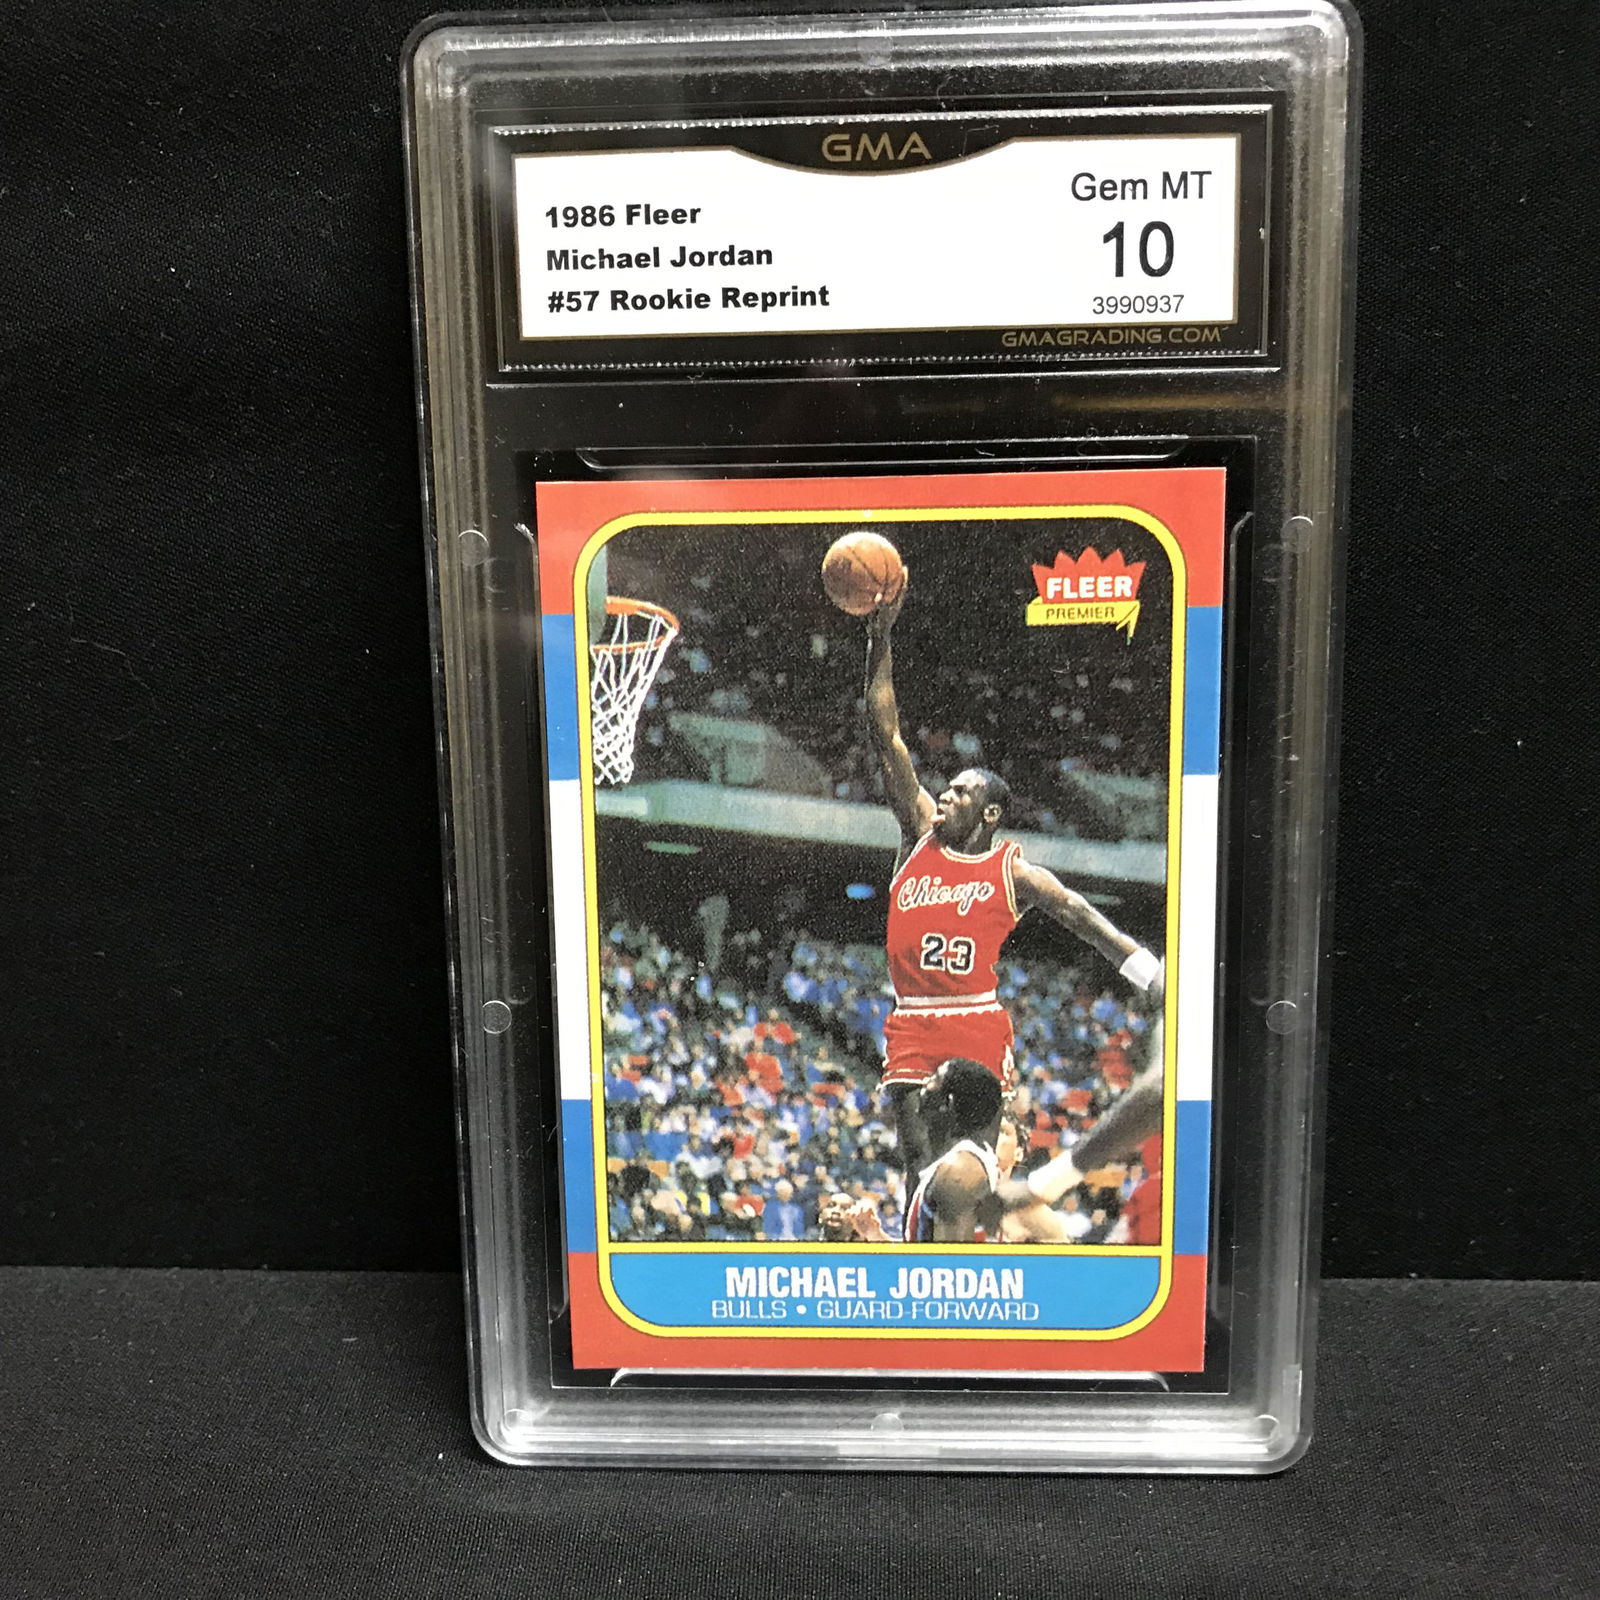 GMA
1986 Fleer
Michael Jordan
#57 Rookie Reprint
Gem MT
10
3990937
GMAGRADING.COM
FLEER
PREMIER
Chicago
23
MICHAEL JORDAN
BULLS • GUARD-FORWARD